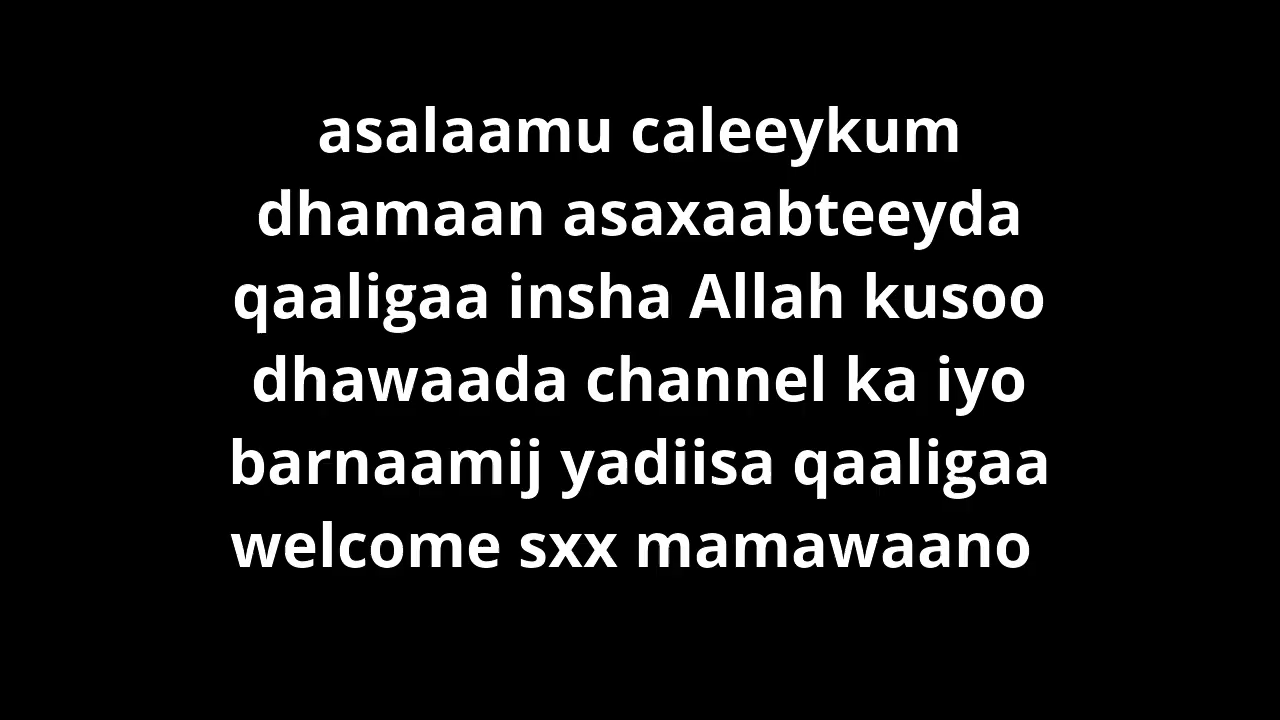 asalaamu caleeykum
dhamaan asaxaabteeyda
qaaligaa insha Allah kusoo
dhawaada channel ka iyo
barnaamij yadiisa qaaligaa
welcome sxx mamawaano